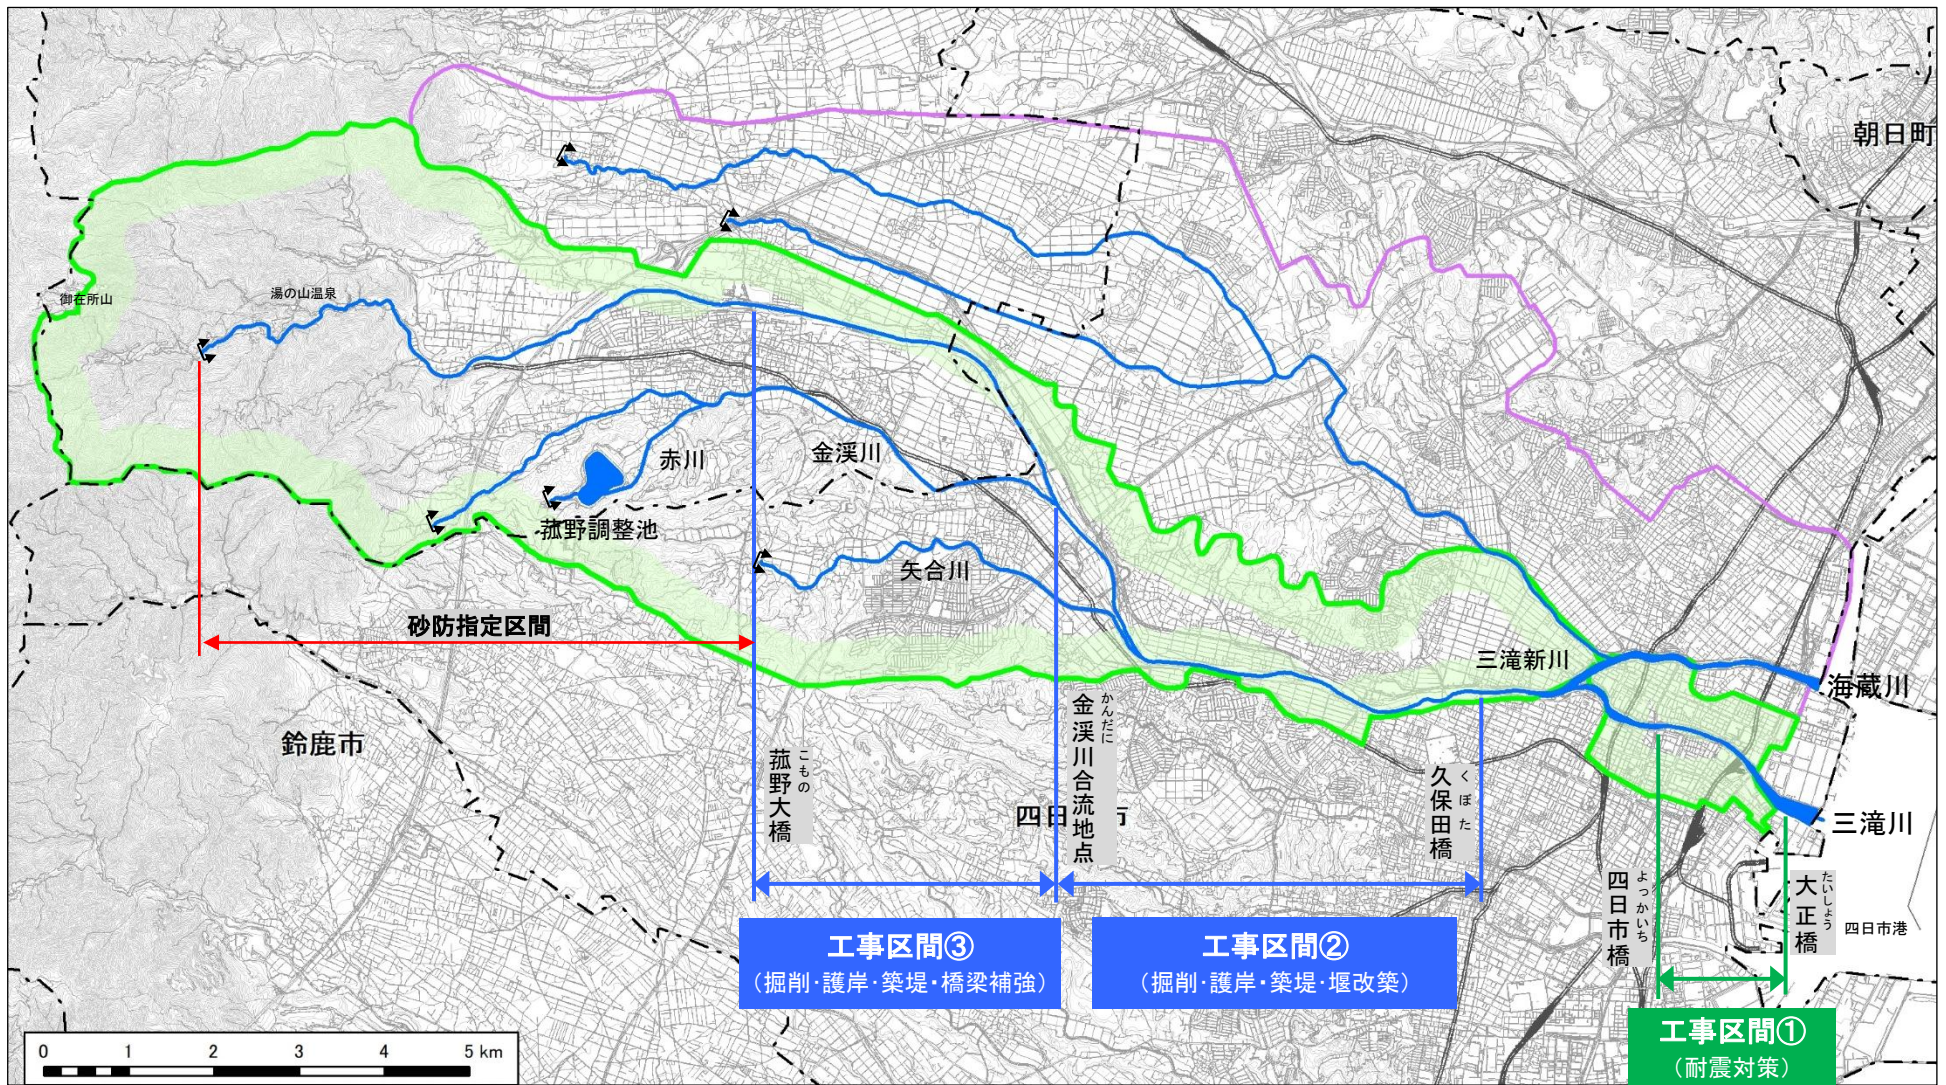 朝日町
御在所山
湯の山温泉
赤川
金溪川
菰野調整池
矢合川
砂防指定区間
三滝新川
海蔵川
鈴鹿市
菰野大橋
こもの
金溪川合流地点
かんだに
四日市
久保田橋
くぼた
三滝川
四日市橋
よっかいち
大正橋
たいしょう
四日市港
工事区間③
(掘削・護岸・築堤・橋梁補強)
工事区間②
(掘削・護岸・築堤・堰改築)
工事区間①
(耐震対策)
0 1 2 3 4 5 km